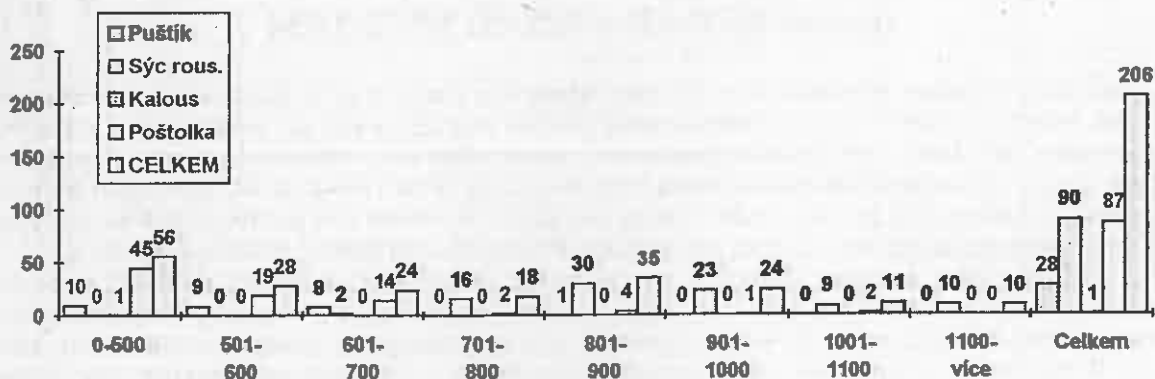 Puštík
Sýc rous.
Kalous
Poštolka
CELKEM
250
200
150
100
50
0
10 0 1 45 56
9 0 0 19 28
8 2 0 14 24
0 16 0 2 18
1 30 0 4 35
0 23 0 1 24
0 9 0 2 11
0 10 0 0 10
28 90 1 87 206
0-500
501-
600
601-
700
701-
800
801-
900
901-
1000
1001-
1100
1100-
více
Celkem